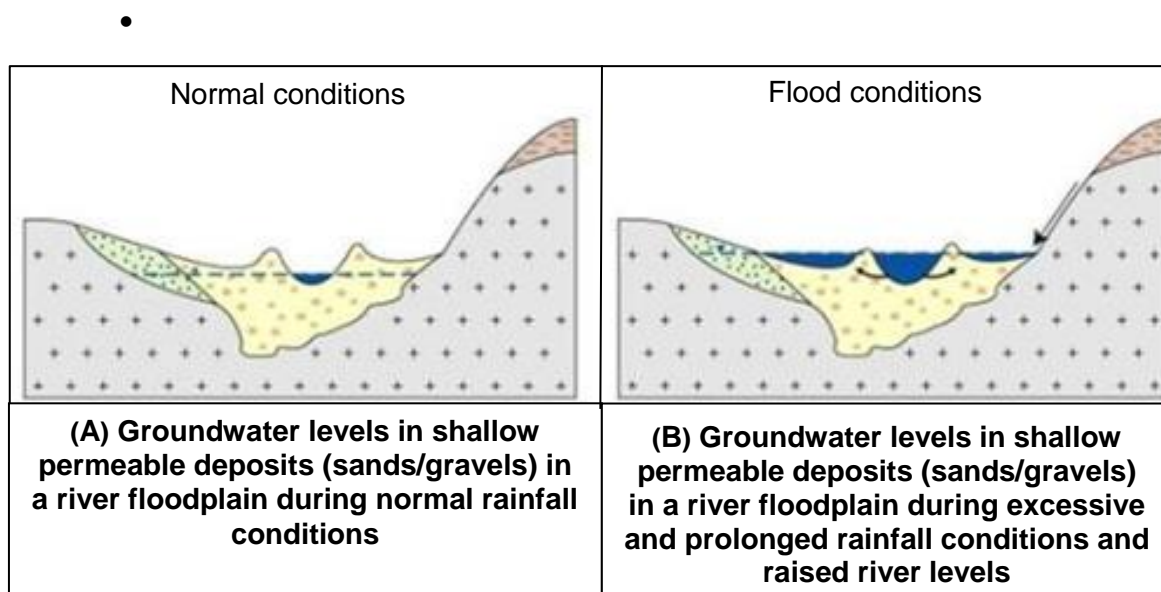 •
Normal conditions
Flood conditions
(A) Groundwater levels in shallow
permeable deposits (sands/gravels) in
a river floodplain during normal rainfall
conditions
(B) Groundwater levels in shallow
permeable deposits (sands/gravels)
in a river floodplain during excessive
and prolonged rainfall conditions and
raised river levels